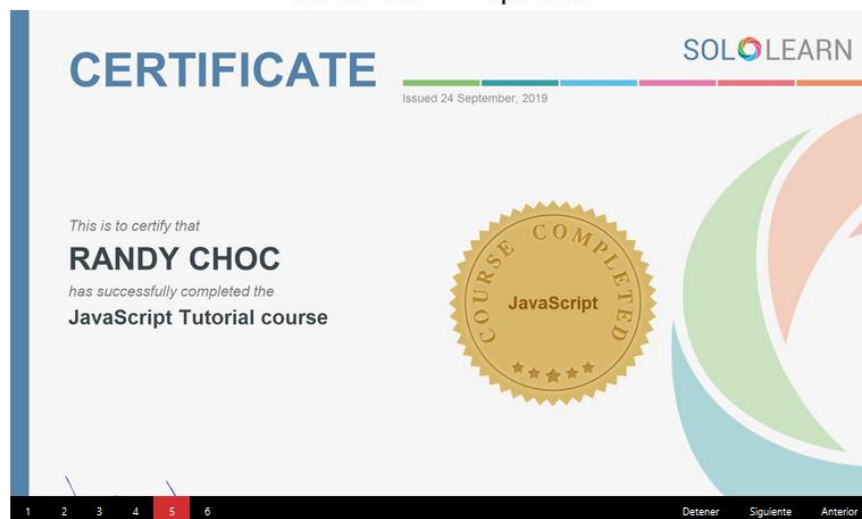 CERTIFICATE
SOLOLEARN
Issued 24 September, 2019
This is to certify that
RANDY CHOC
has successfully completed the
JavaScript Tutorial course
COURSE COMPLETED
JavaScript
1 2 3 4 5 6 Detener Siguiente Anterior